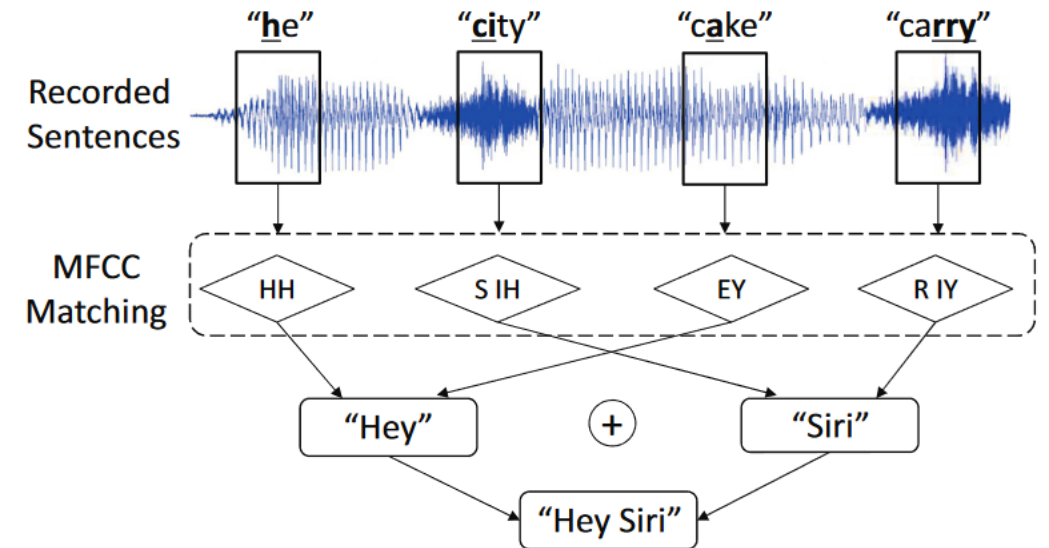 “he” “city” “cake” “carry”
Recorded
Sentences
MFCC
Matching
HH S IH EY R IY
“Hey” + “Siri”
“Hey Siri”